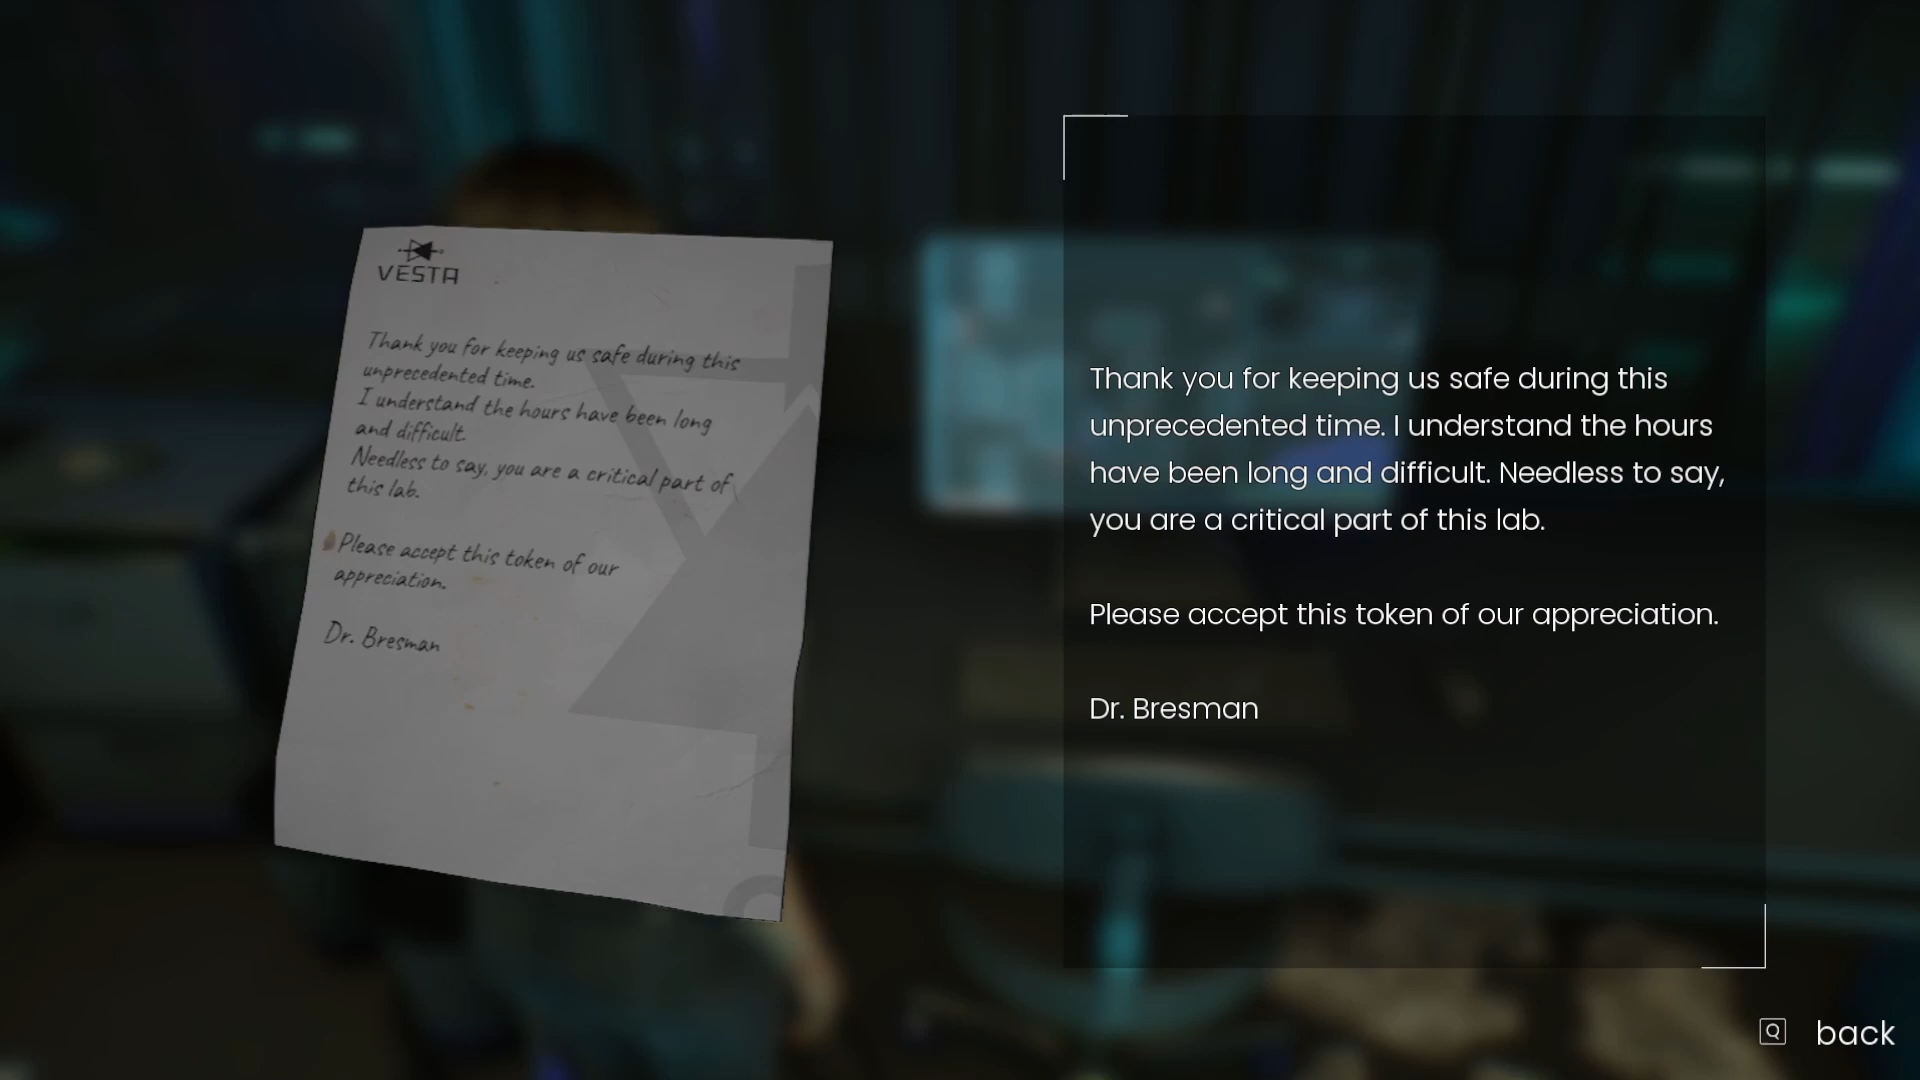 VESTA
Thank you for keeping us safe during this
unprecedented time.
I understand the hours have been long
and difficult.
Needless to say, you are a critical part of
this lab.
Please accept this token of our
appreciation.
Dr. Bresman
Thank you for keeping us safe during this
unprecedented time. I understand the hours
have been long and difficult. Needless to say,
you are a critical part of this lab.
Please accept this token of our appreciation.
Dr. Bresman
Q back